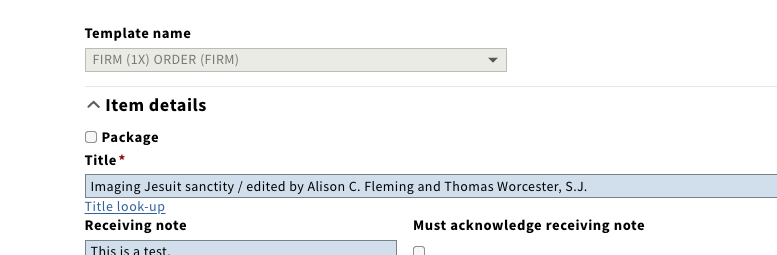 Template name
FIRM (1X) ORDER (FIRM)
Item details
Package
Title*
Imaging Jesuit sanctity / edited by Alison C. Fleming and Thomas Worcester, S.J.
Title look-up
Receiving note Must acknowledge receiving note
This is a test.